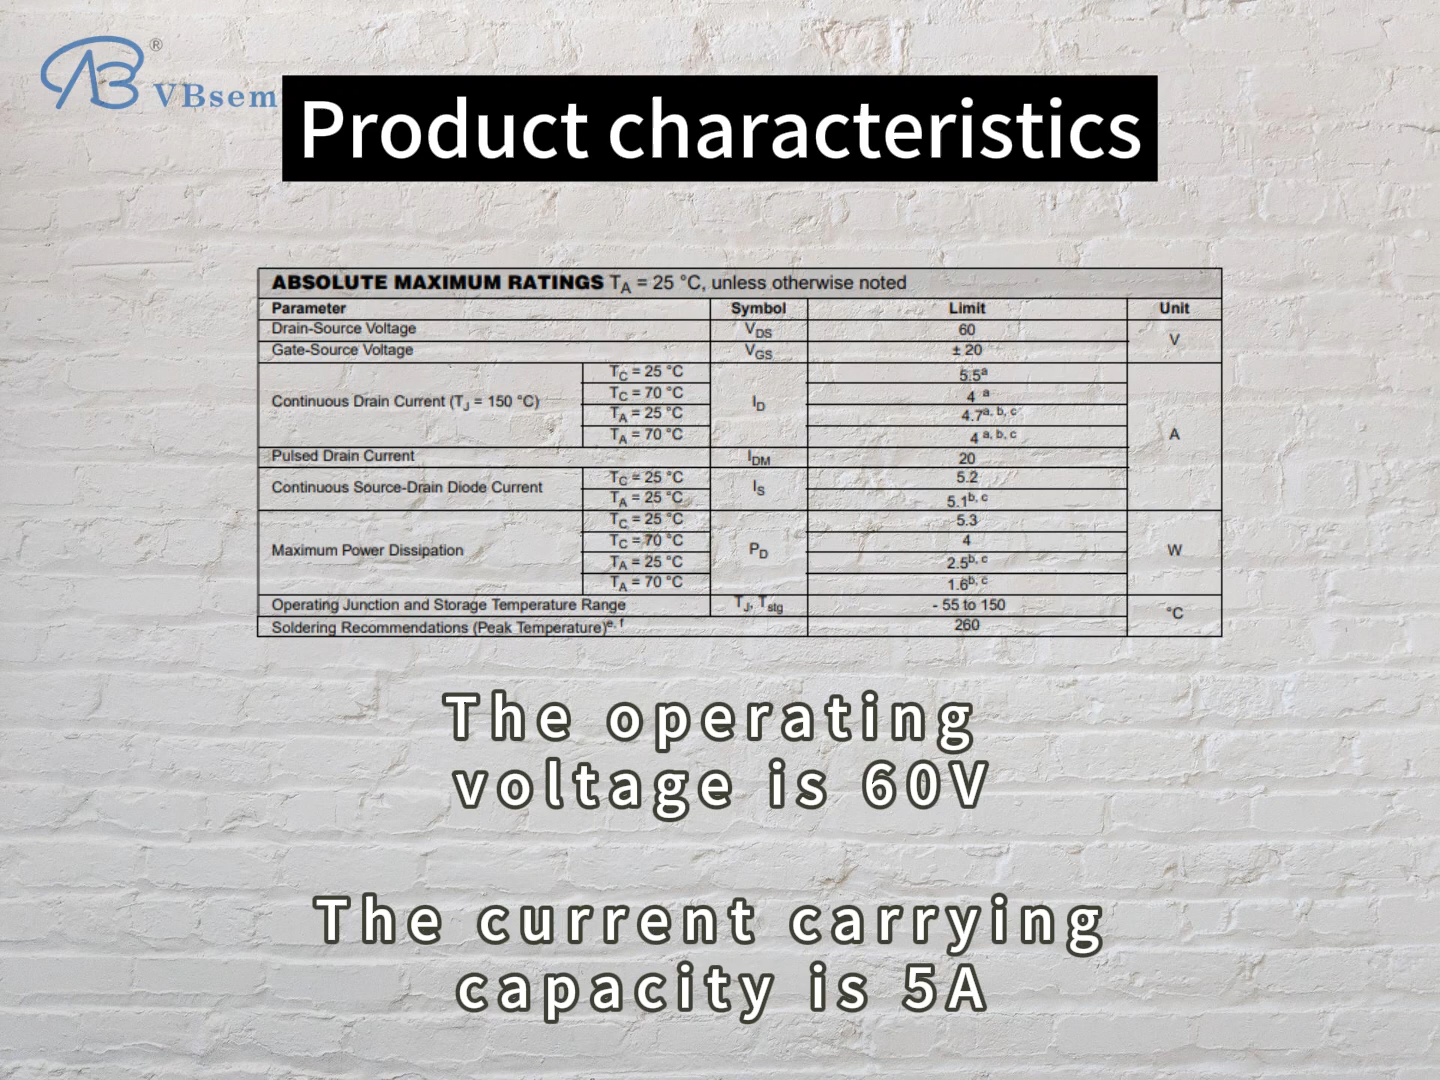 VBsem ®
Product characteristics
ABSOLUTE MAXIMUM RATINGS TA = 25 °C, unless otherwise noted
Parameter Symbol Limit Unit
Drain-Source Voltage VDS 60 V
Gate-Source Voltage VGS ± 20
Continuous Drain Current (TJ = 150 °C) TC = 25 °C ID 5.5a A
TC = 70 °C 4 a
TA = 25 °C 4.7a, b, c
TA = 70 °C 4 a, b, c
Pulsed Drain Current IDM 20
Continuous Source-Drain Diode Current TC = 25 °C IS 5.2
TA = 25 °C 5.1b, c
Maximum Power Dissipation TC = 25 °C PD 5.3 W
TC = 70 °C 4
TA = 25 °C 2.5b, c
TA = 70 °C 1.6b, c
Operating Junction and Storage Temperature Range TJ, Tstg - 55 to 150 °C
Soldering Recommendations (Peak Temperature)e, f 260
The operating
voltage is 60V
The current carrying
capacity is 5A